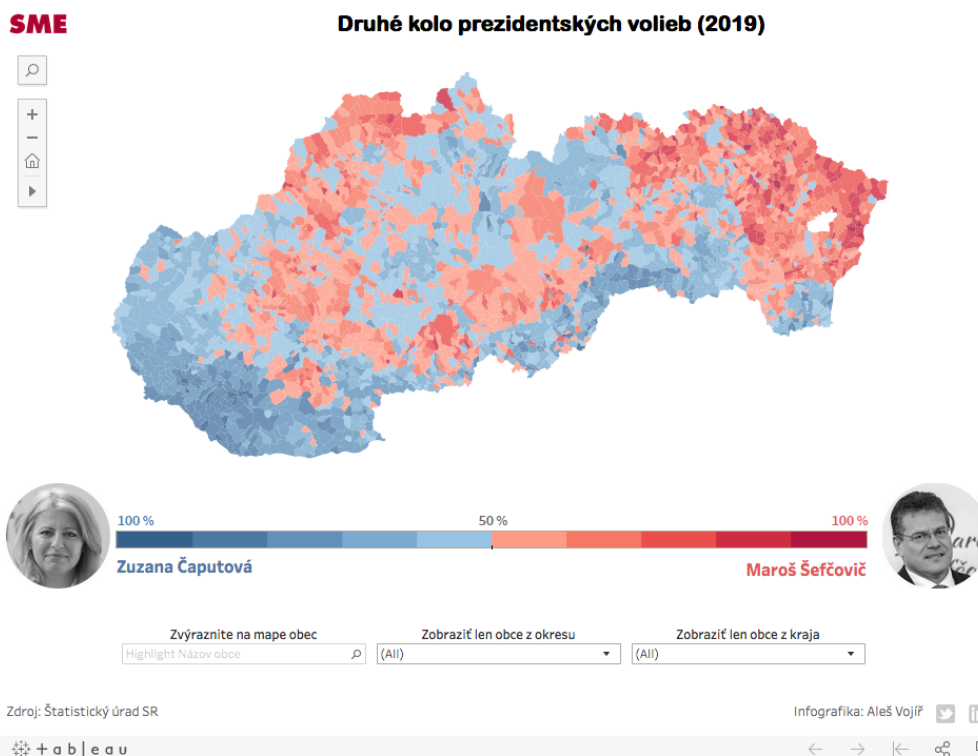 SME
Druhé kolo prezidentských volieb (2019)
+
−
100 %
50 %
100 %
Zuzana Čaputová
Maroš Šefčovič
Zvýraznite na mape obec
Zobraziť len obce z okresu
Zobraziť len obce z kraja
Highlight Názov obce
(All)
(All)
Zdroj: Štatistický úrad SR
Infografika: Aleš Vojíř
+ a b | e a u